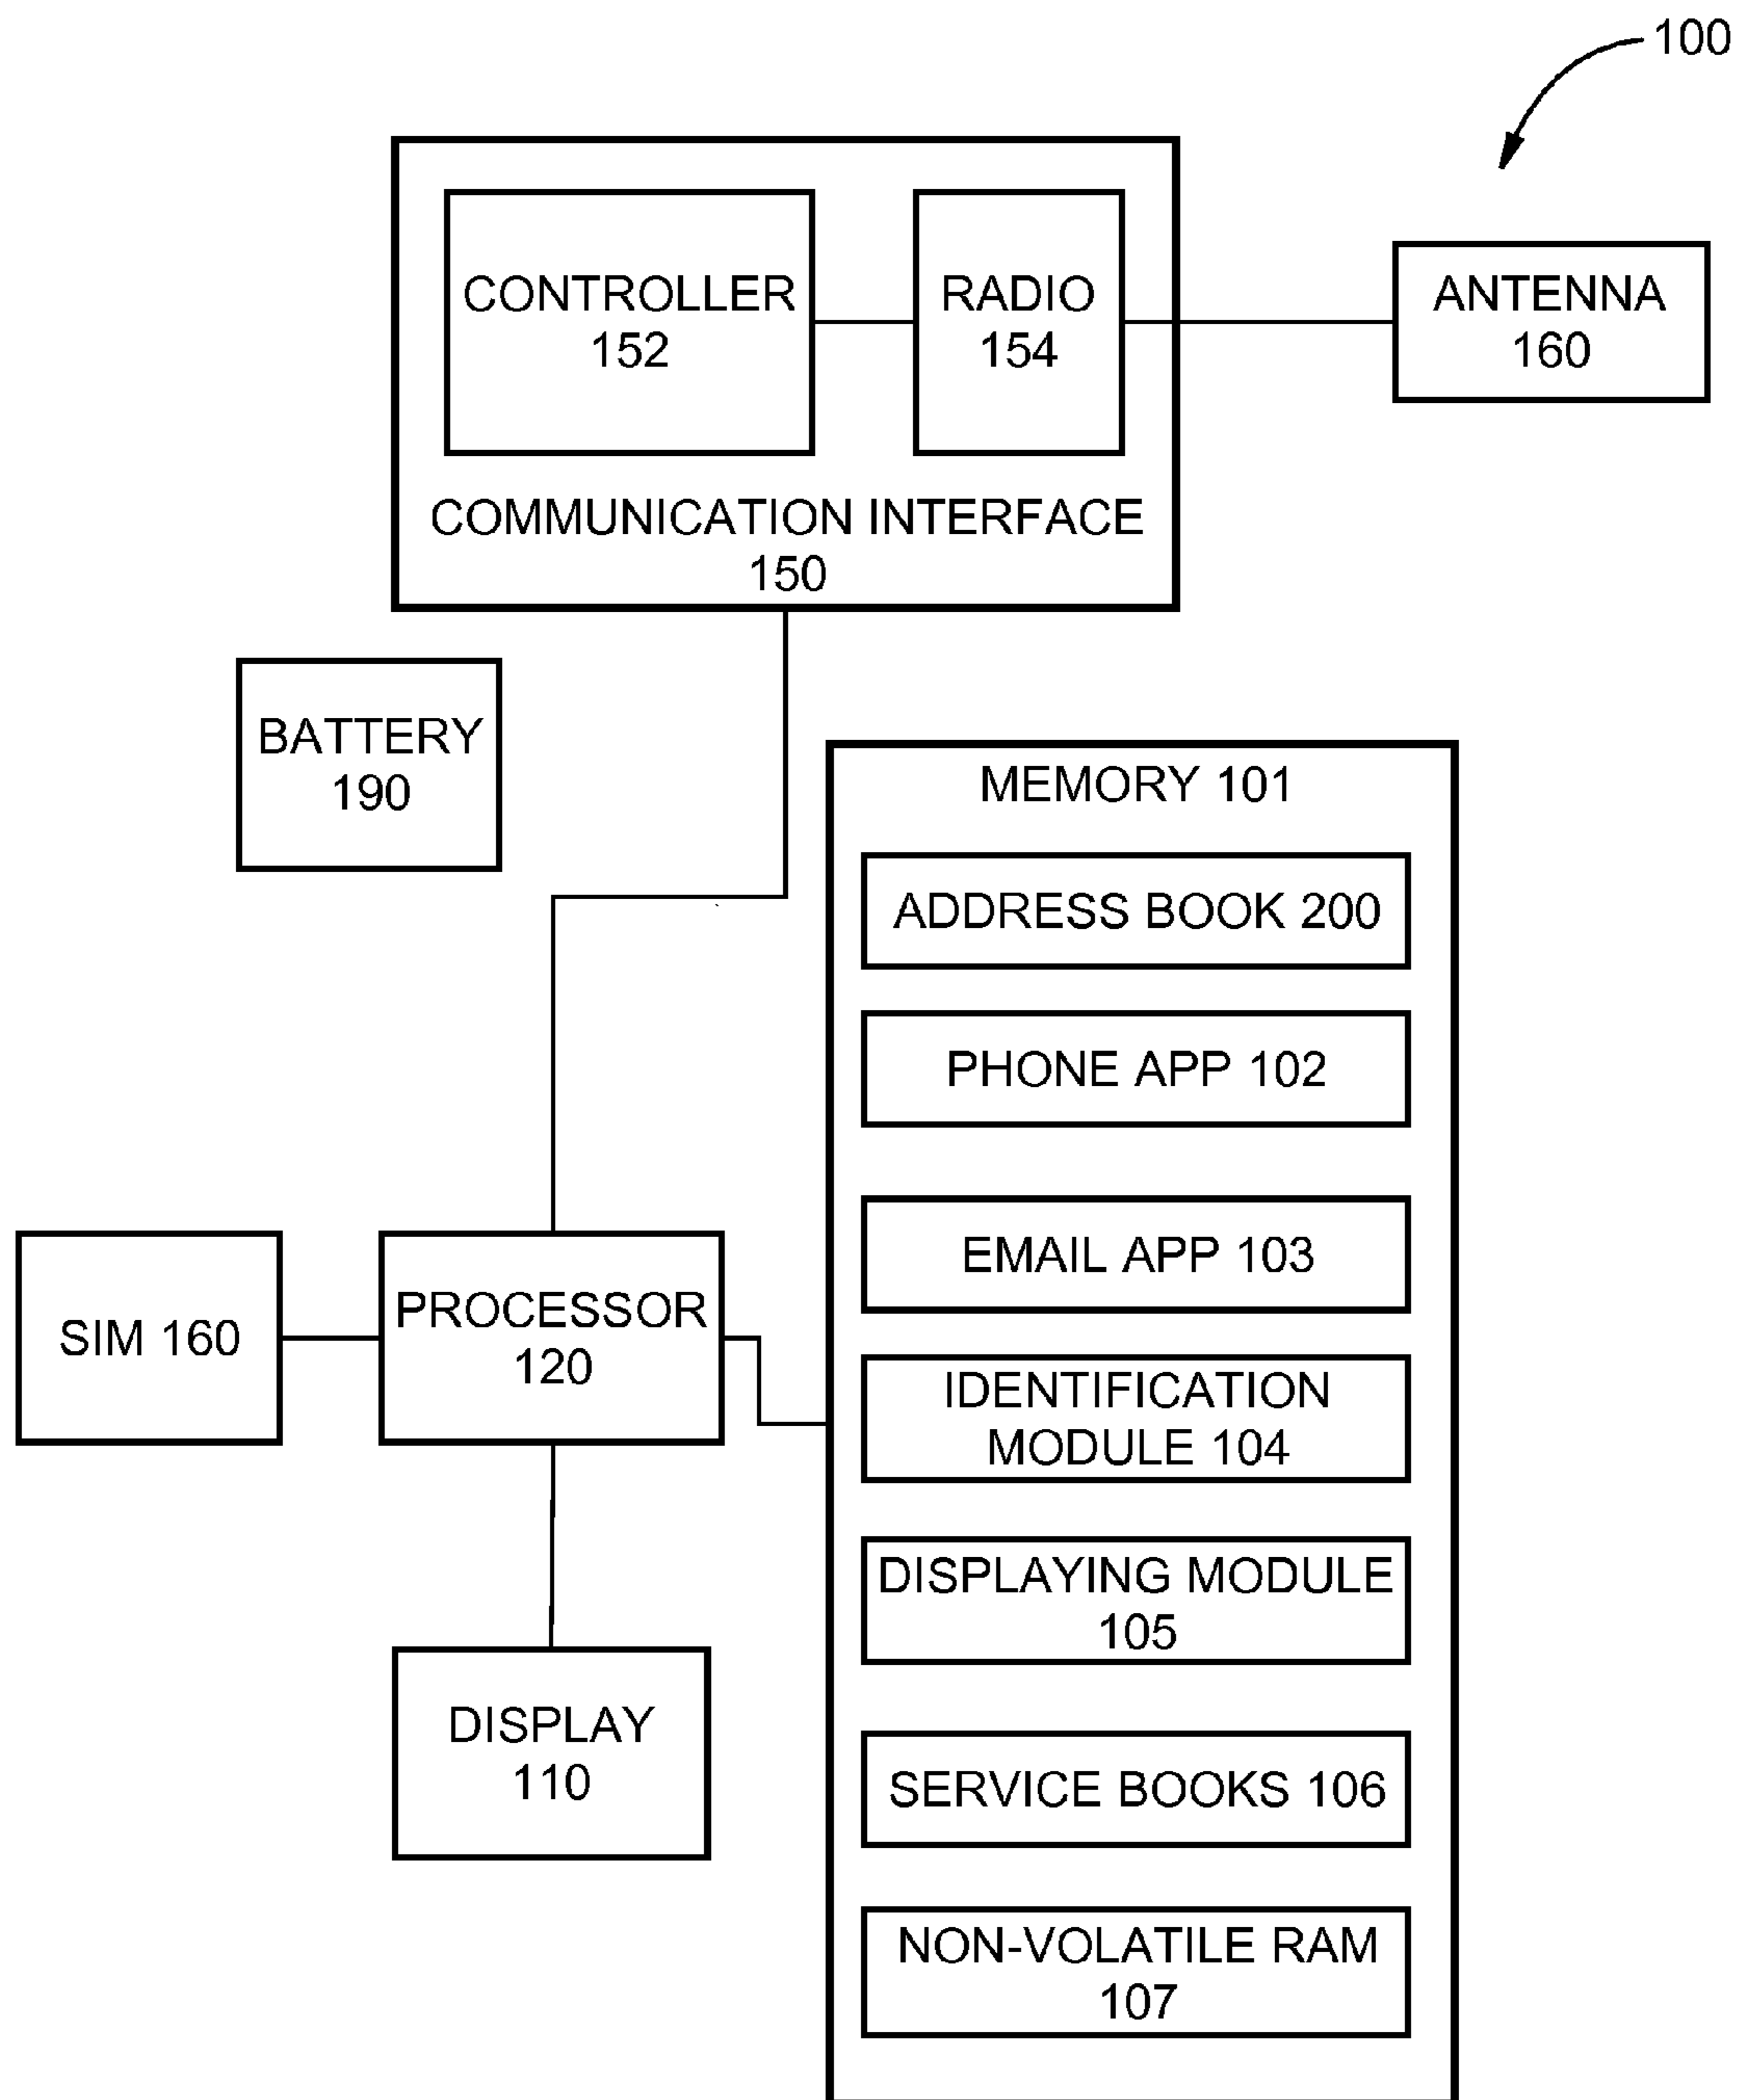 100
CONTROLLER
152
RADIO
154
ANTENNA
160
COMMUNICATION INTERFACE
150
BATTERY
190
MEMORY 101
ADDRESS BOOK 200
PHONE APP 102
EMAIL APP 103
SIM 160
PROCESSOR
120
IDENTIFICATION
MODULE 104
DISPLAYING MODULE
105
DISPLAY
110
SERVICE BOOKS 106
NON-VOLATILE RAM
107